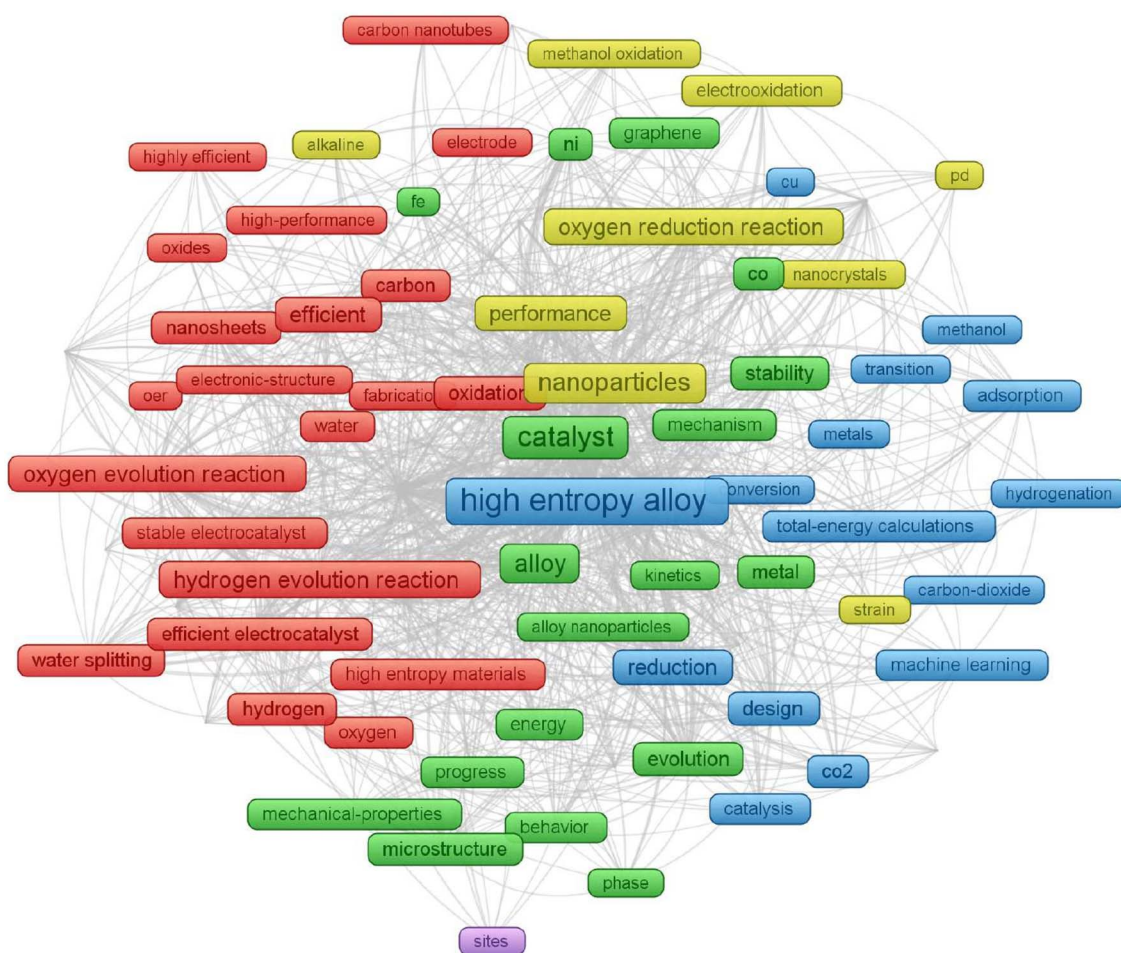 carbon nanotubes
methanol oxidation
electrooxidation
alkaline
electrode
ni
graphene
highly efficient
pd
cu
fe
high-performance
oxygen reduction reaction
oxides
co
nanocrystals
carbon
efficient
performance
nanosheets
methanol
electronic-structure
stability
transition
oer
fabrication
oxidation
nanoparticles
adsorption
water
catalyst
mechanism
metals
oxygen evolution reaction
high entropy alloy
conversion
hydrogenation
stable electrocatalyst
total-energy calculations
alloy
hydrogen evolution reaction
kinetics
metal
carbon-dioxide
strain
efficient electrocatalyst
alloy nanoparticles
water splitting
high entropy materials
reduction
machine learning
hydrogen
oxygen
energy
design
progress
evolution
co2
mechanical-properties
behavior
catalysis
microstructure
phase
sites